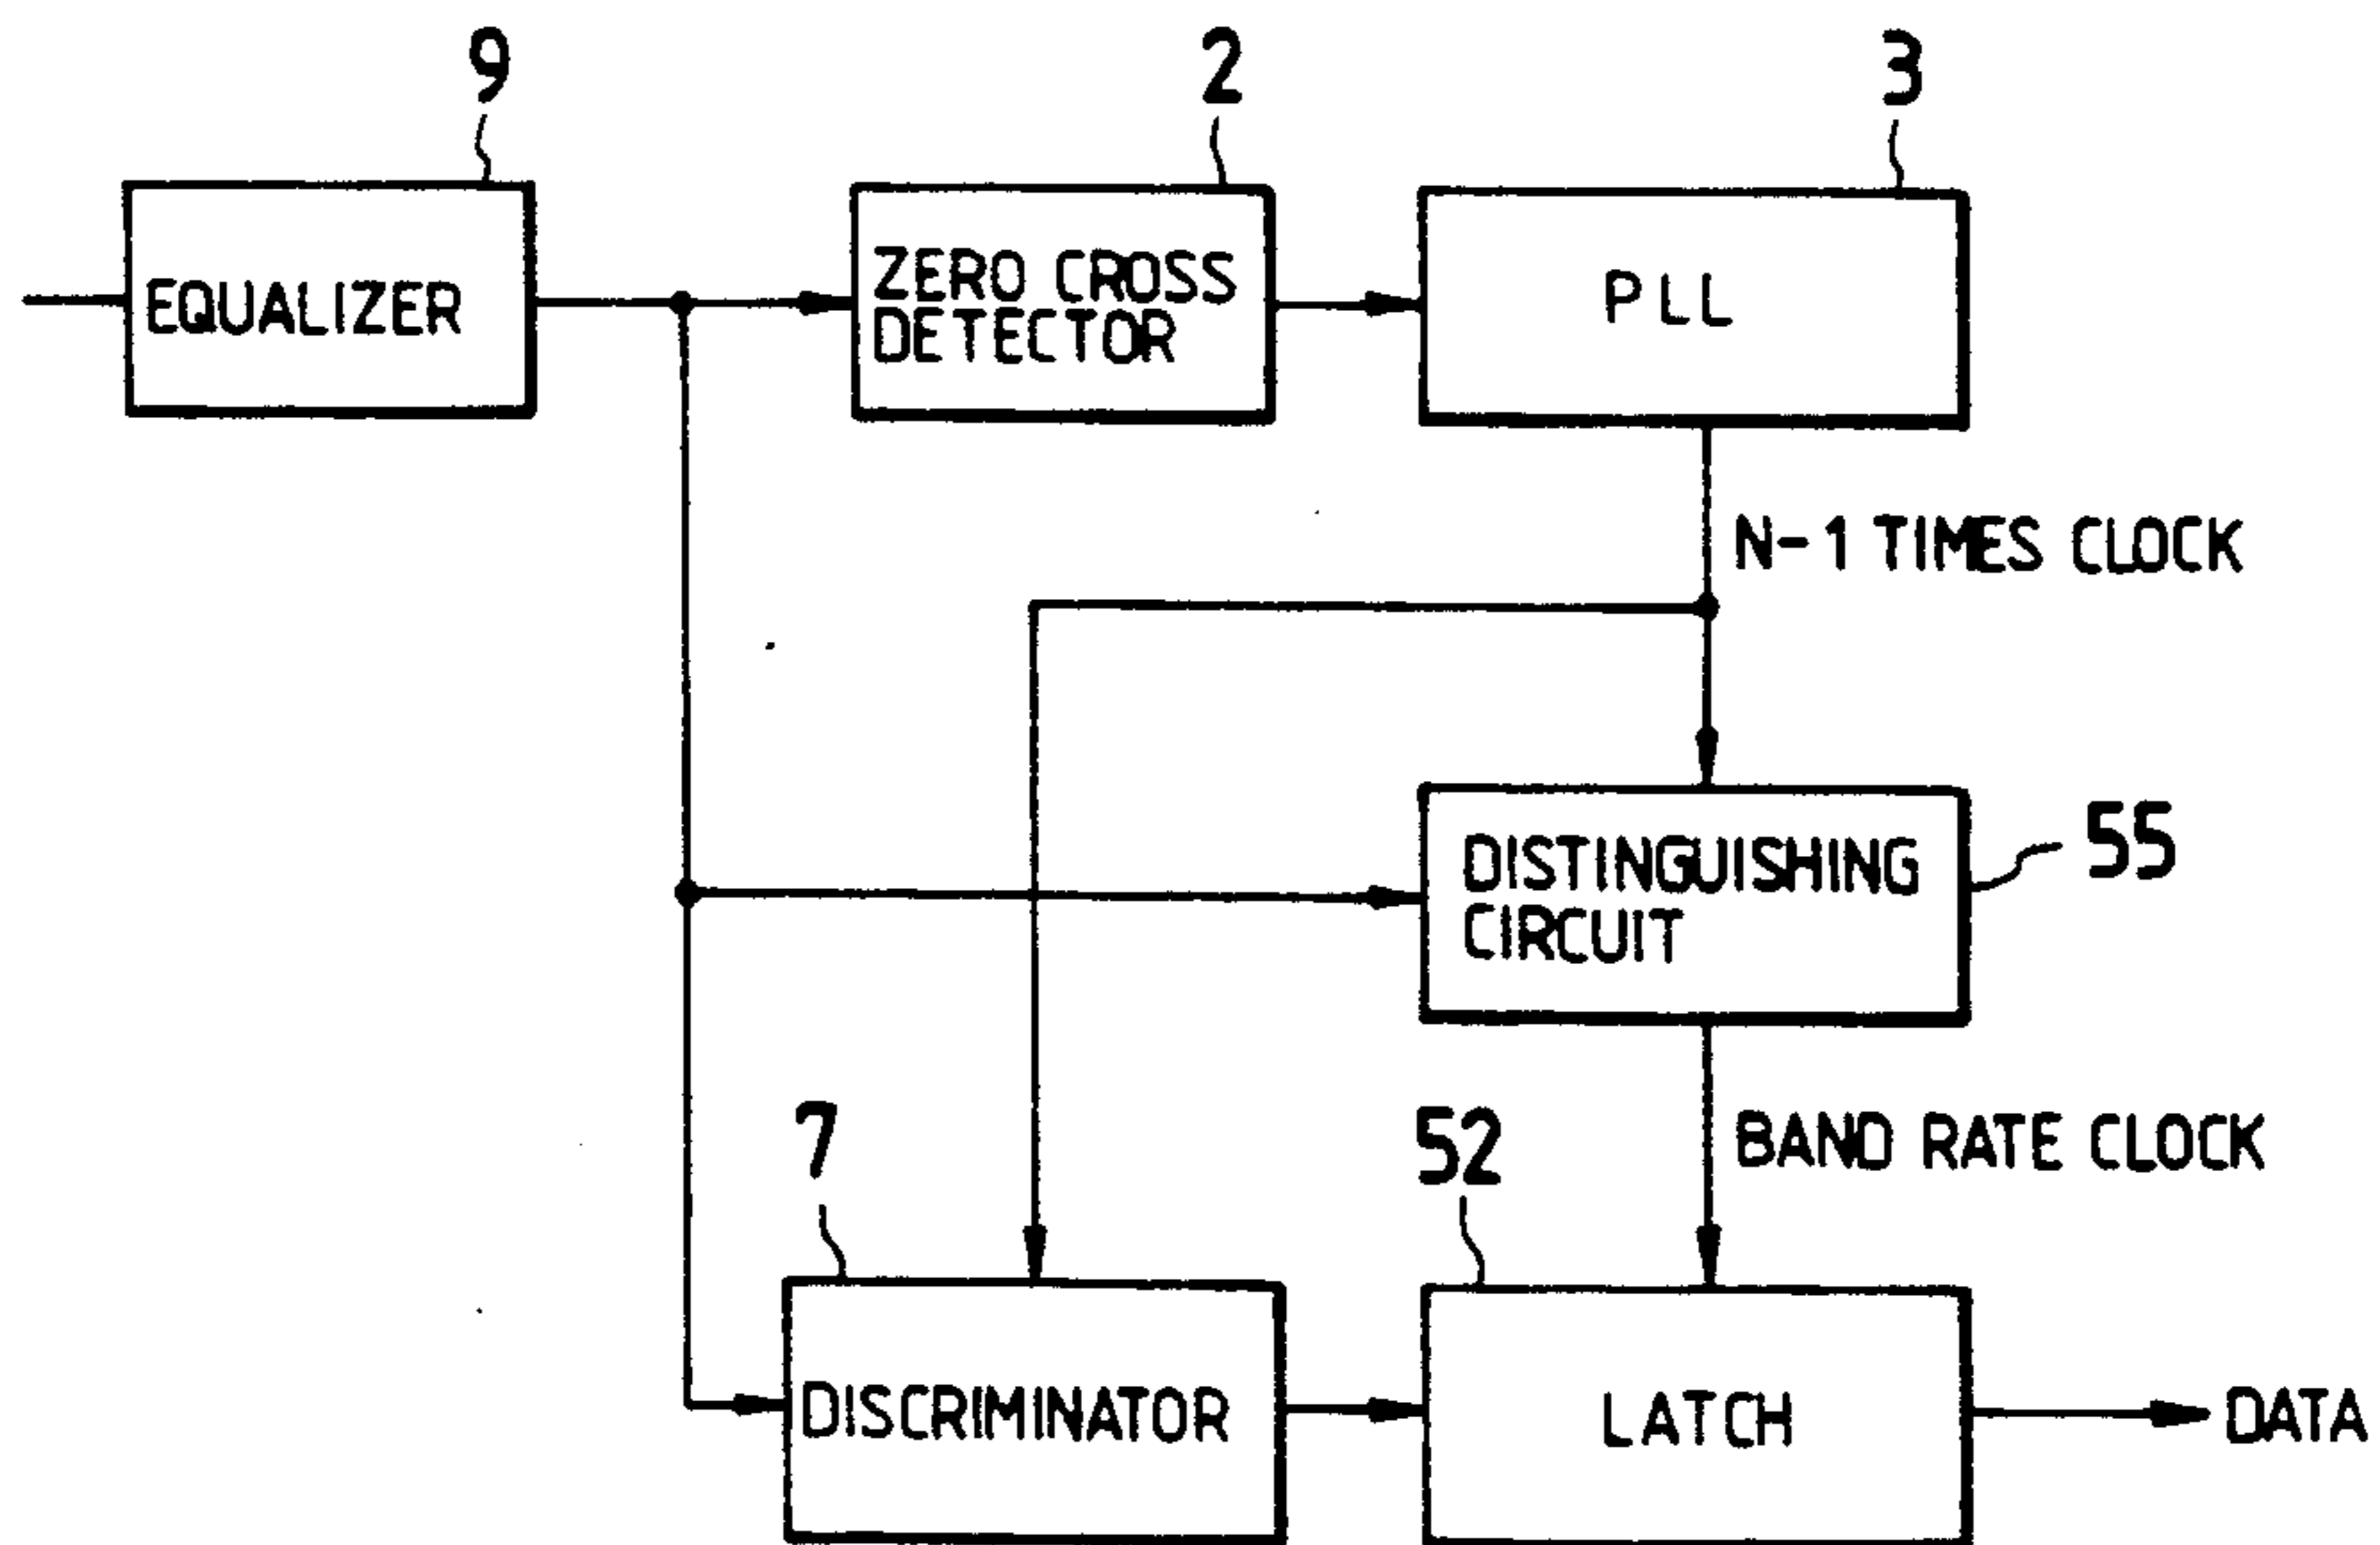 9
2
3
EQUALIZER
ZERO CROSS
DETECTOR
PLL
N-1 TIMES CLOCK
DISTINGUISHING
CIRCUIT
55
BAND RATE CLOCK
7
52
DISCRIMINATOR
LATCH
DATA